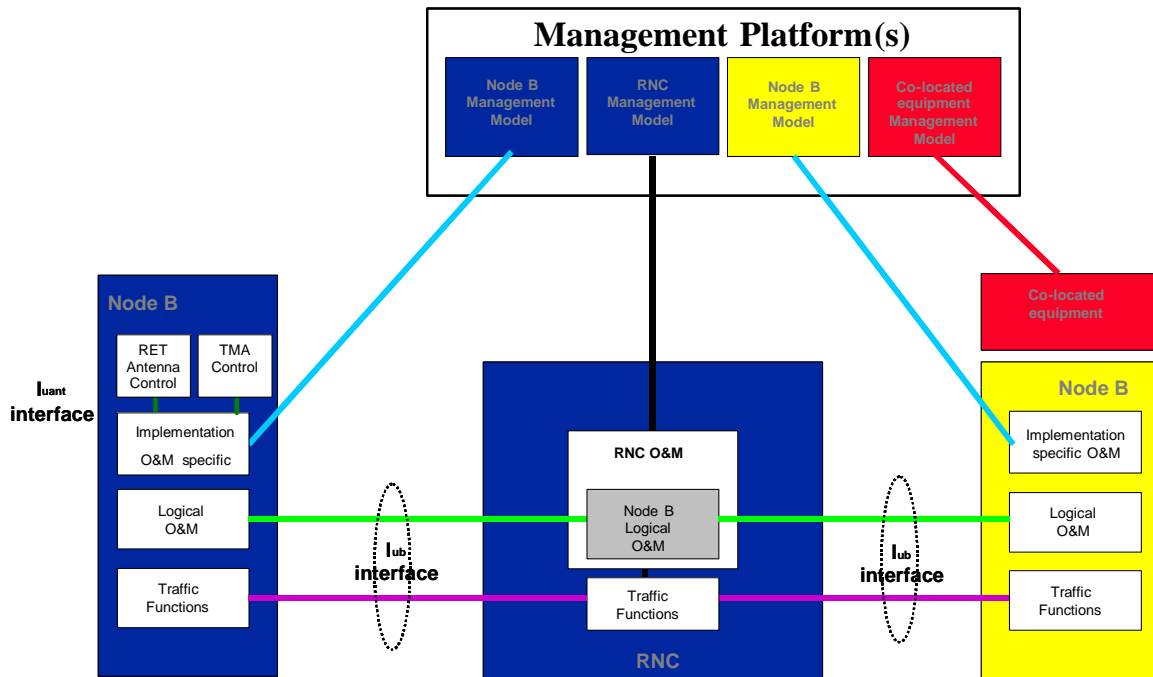 Management Platform(s)
Node B
Management
Model
RNC
Management
Model
Node B
Management
Model
Co-located
equipment
Management
Model
Node B
RET
Antenna
Control
TMA
Control
Iuant
interface
Implementation
O&M specific
Logical
O&M
Traffic
Functions
Iub
interface
RNC O&M
Node B
Logical
O&M
Traffic
Functions
RNC
Iub
interface
Co-located
equipment
Node B
Implementation
specific O&M
Logical
O&M
Traffic
Functions